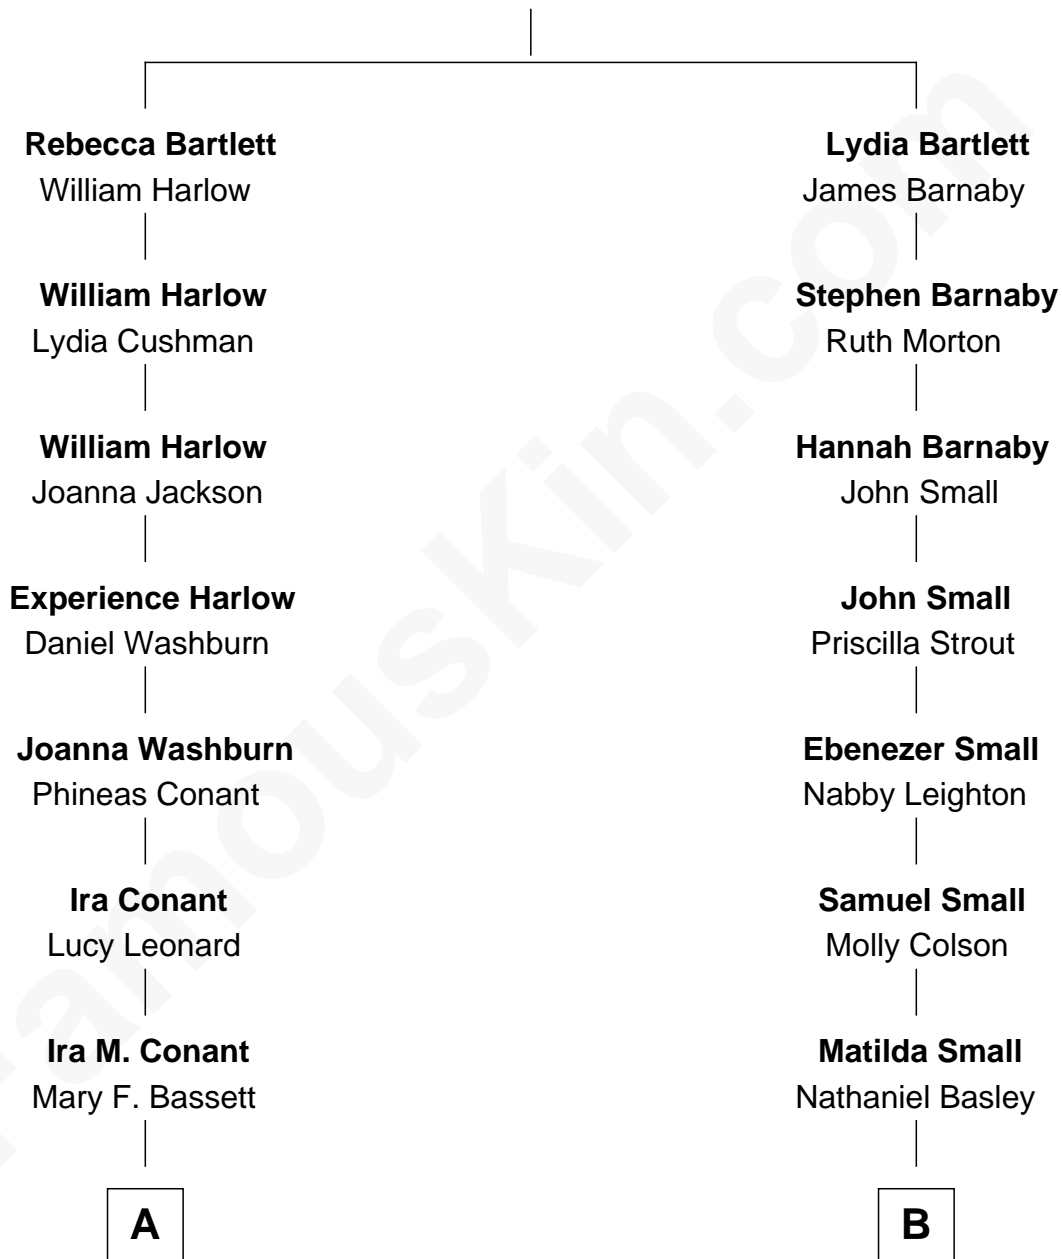 Rebecca Bartlett
William Harlow
William Harlow
Lydia Cushman
William Harlow
Joanna Jackson
Experience Harlow
Daniel Washburn
Joanna Washburn
Phineas Conant
Ira Conant
Lucy Leonard
Ira M. Conant
Mary F. Bassett
A
Lydia Bartlett
James Barnaby
Stephen Barnaby
Ruth Morton
Hannah Barnaby
John Small
John Small
Priscilla Strout
Ebenezer Small
Nabby Leighton
Samuel Small
Molly Colson
Matilda Small
Nathaniel Basley
B
FamousKin.com